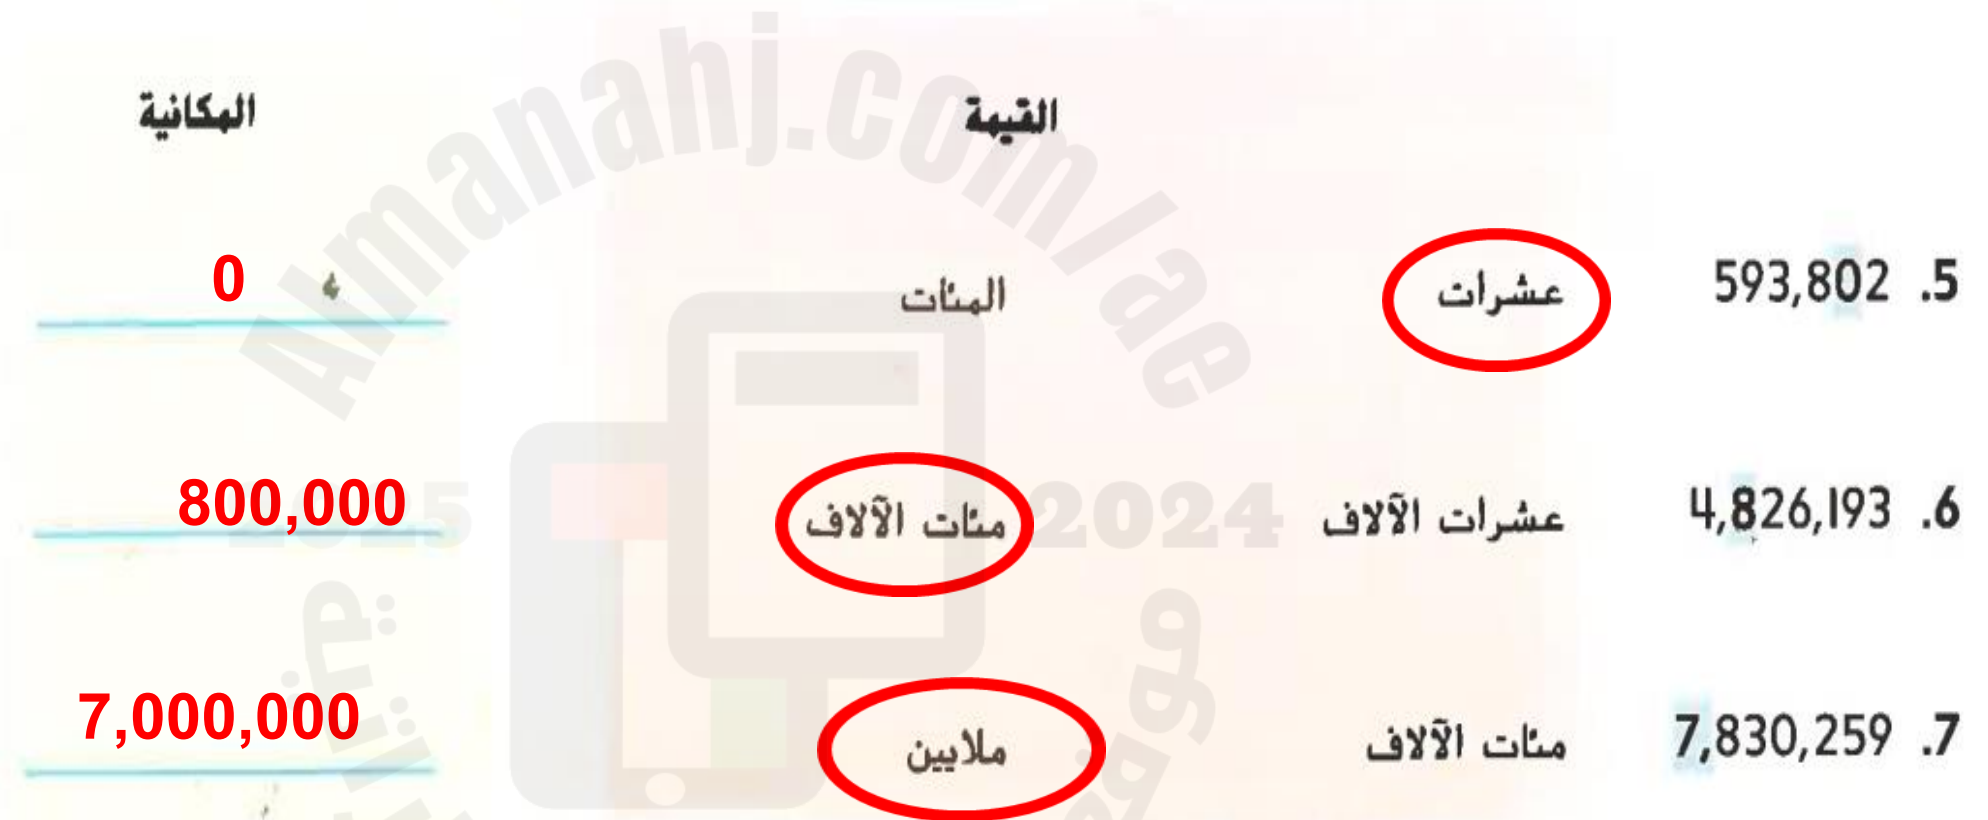 القيمة المكانية
5. 593,802 عشرات المئات 0
6. 4,826,193 عشرات الآلاف مئات الآلاف 800,000
7. 7,830,259 مئات الآلاف ملايين 7,000,000
Almanahj.com/ae
2024 2025